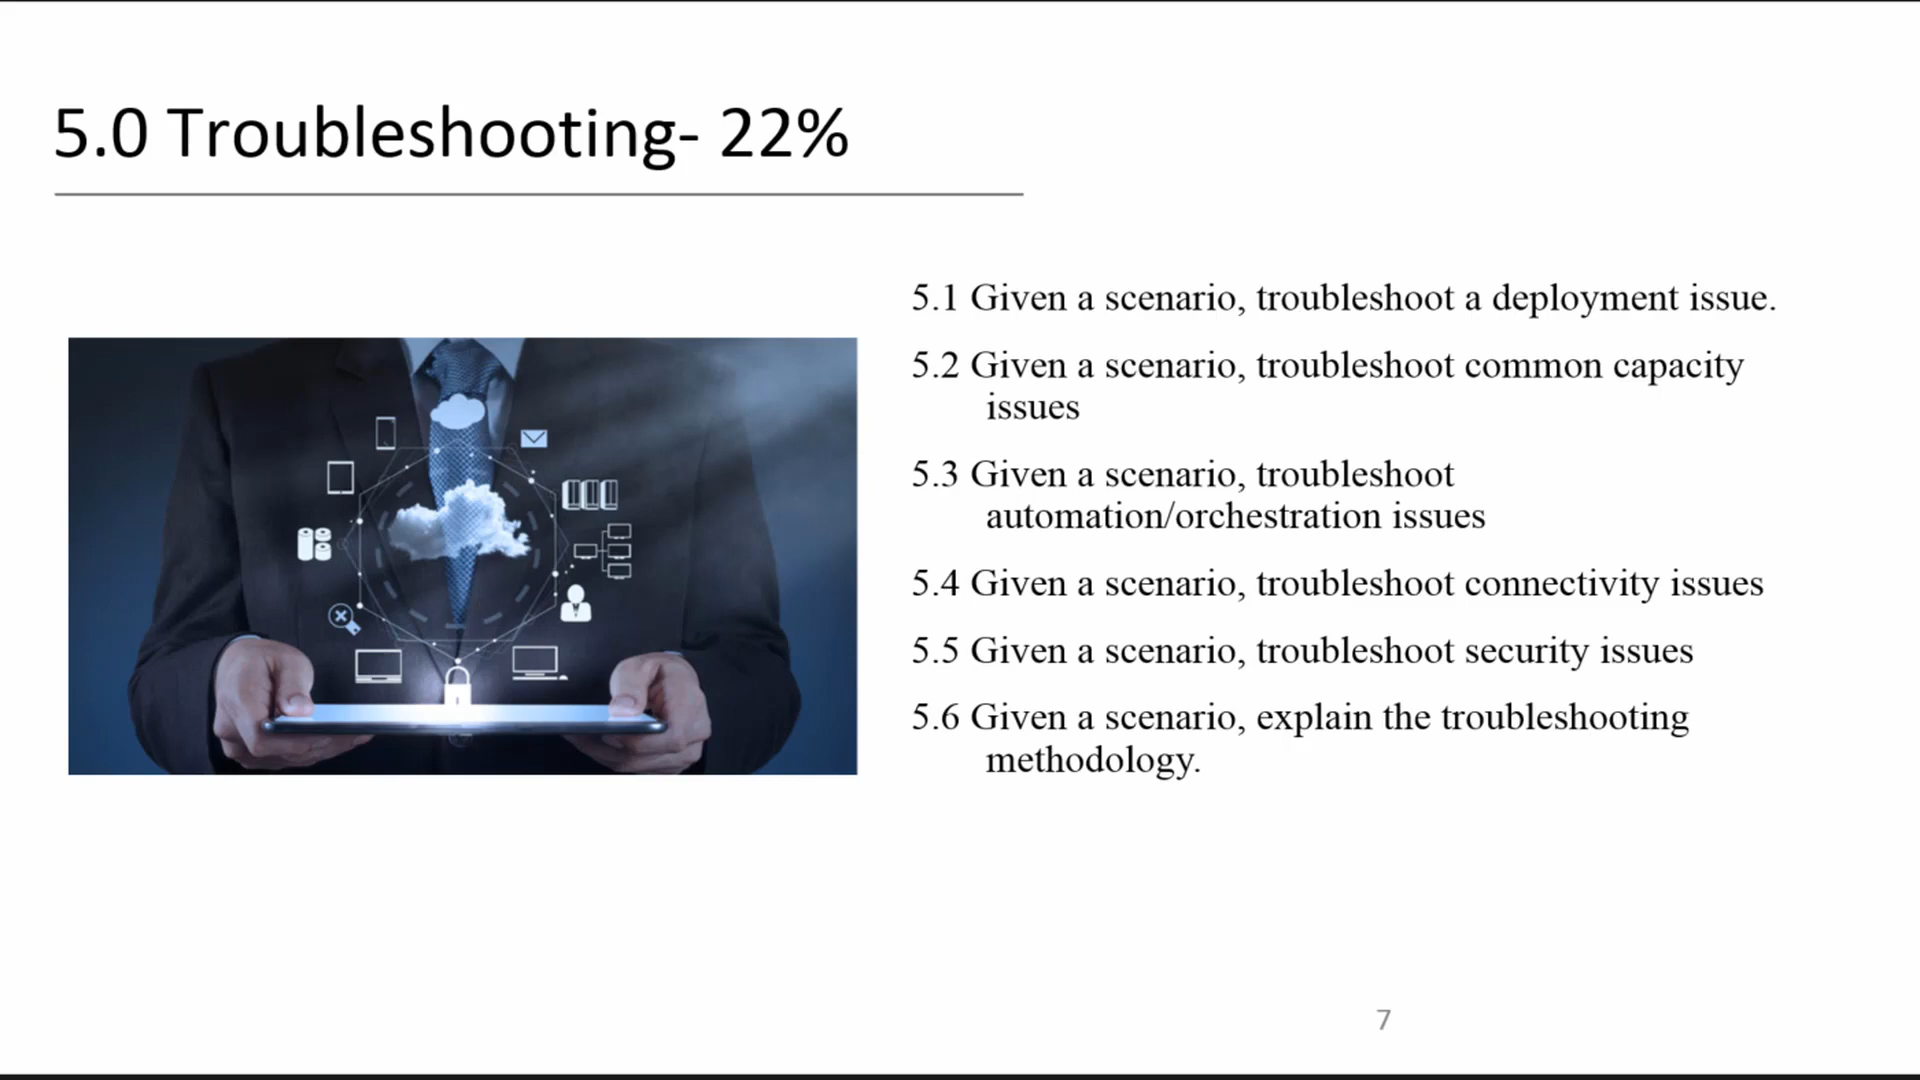 5.0 Troubleshooting- 22%
5.1 Given a scenario, troubleshoot a deployment issue.
5.2 Given a scenario, troubleshoot common capacity
issues
5.3 Given a scenario, troubleshoot
automation/orchestration issues
5.4 Given a scenario, troubleshoot connectivity issues
5.5 Given a scenario, troubleshoot security issues
5.6 Given a scenario, explain the troubleshooting
methodology.
7